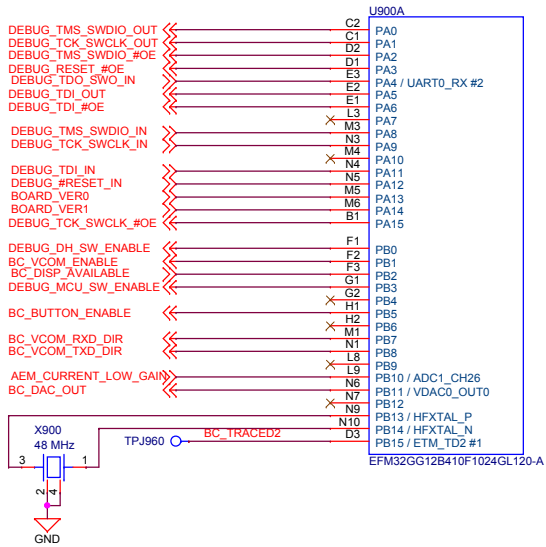 U900A
DEBUG_TMS_SWDIO_OUT C2 PA0
DEBUG_TCK_SWCLK_OUT C1 PA1
DEBUG_TMS_SWDIO_#OE D2 PA2
DEBUG_RESET_#OE D1 PA3
DEBUG_TDO_SWO_IN E3 PA4 / UART0_RX #2
DEBUG_TDI_OUT E2 PA5
DEBUG_TDI_#OE E1 PA6
L3 PA7
DEBUG_TMS_SWDIO_IN M3 PA8
DEBUG_TCK_SWCLK_IN N3 PA9
M4 PA10
DEBUG_TDI_IN N4 PA11
DEBUG_#RESET_IN N5 PA12
BOARD_VER0 M5 PA13
BOARD_VER1 M6 PA14
DEBUG_TCK_SWCLK_#OE B1 PA15
DEBUG_DH_SW_ENABLE F1 PB0
BC_VCOM_ENABLE F2 PB1
BC_DISP_AVAILABLE F3 PB2
DEBUG_MCU_SW_ENABLE G1 PB3
G2 PB4
BC_BUTTON_ENABLE H1 PB5
H2 PB6
BC_VCOM_RXD_DIR M1 PB7
BC_VCOM_TXD_DIR N1 PB8
L8 PB9
AEM_CURRENT_LOW_GAIN L9 PB10 / ADC1_CH26
BC_DAC_OUT N6 PB11 / VDAC0_OUT0
N7 PB12
N9 PB13 / HFXTAL_P
X900 N10 PB14 / HFXTAL_N
48 MHz TPJ960 BC_TRACED2 D3 PB15 / ETM_TD2 #1
3 1 EFM32GG12B410F1024GL120-A
2 4
GND